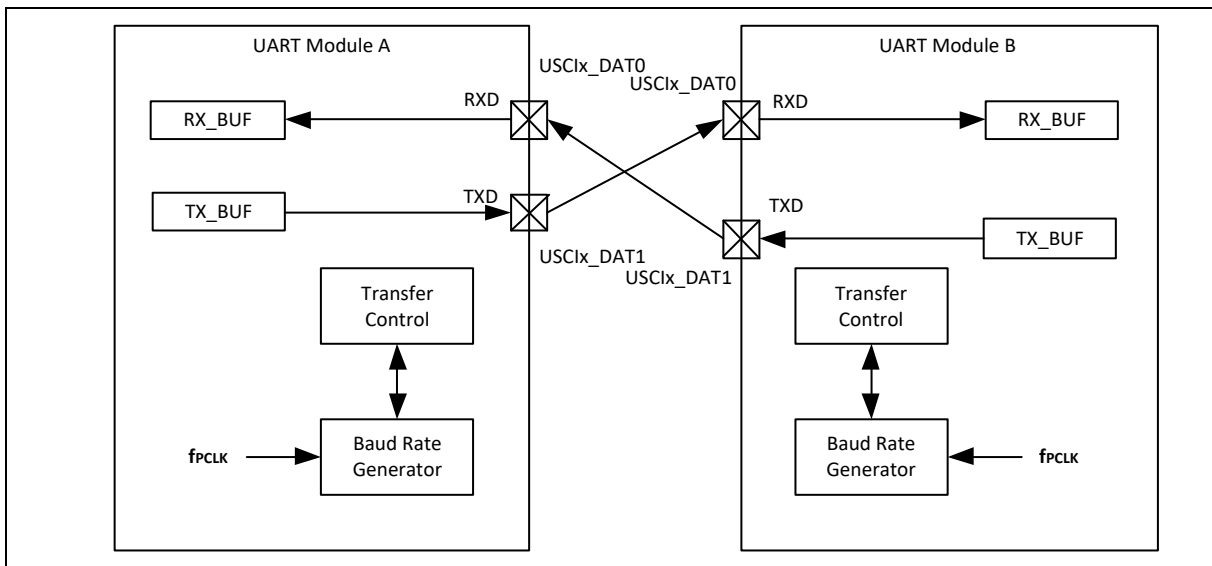 UART Module A
UART Module B
USCIx_DAT0
USCIx_DAT0
RXD
RXD
RX_BUF
RX_BUF
TXD
TXD
TX_BUF
TX_BUF
USCIx_DAT1
USCIx_DAT1
Transfer
Control
Transfer
Control
fPCLK
Baud Rate
Generator
Baud Rate
Generator
fPCLK